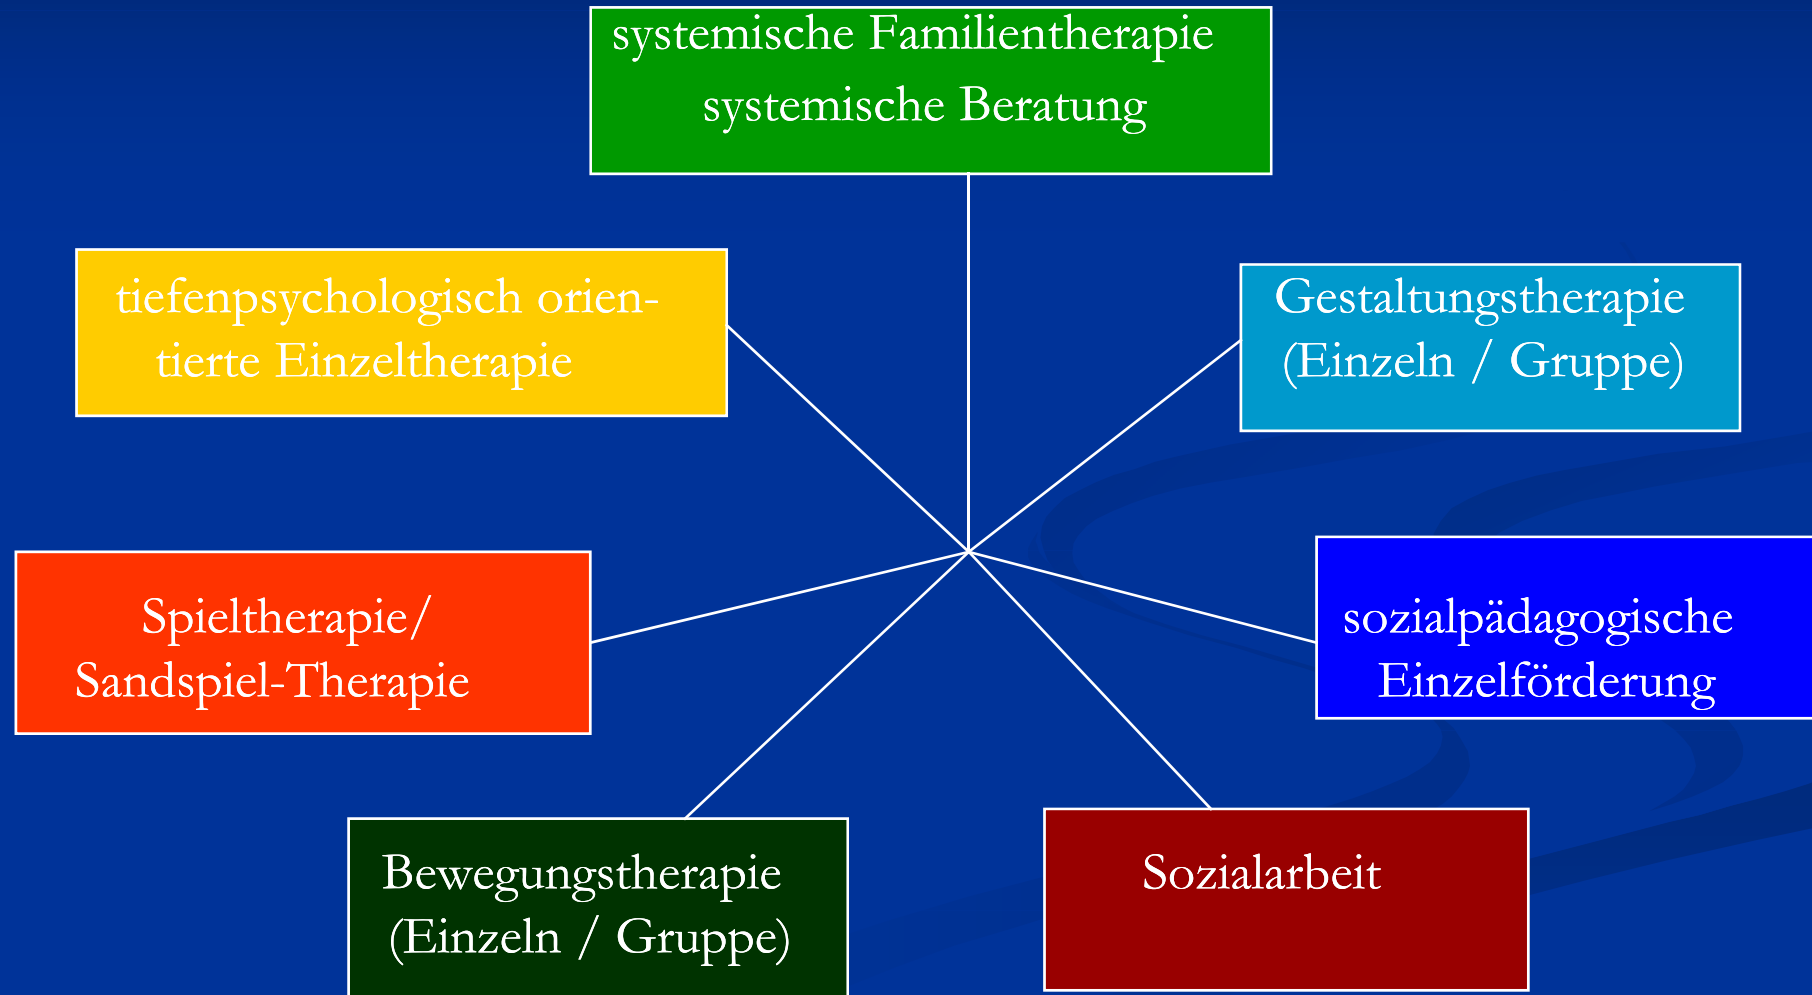 systemische Familientherapie
systemische Beratung
tiefenpsychologisch orien-
tierte Einzeltherapie
Gestaltungstherapie
(Einzeln / Gruppe)
Spieltherapie/
Sandspiel-Therapie
sozialpädagogische
Einzelförderung
Bewegungstherapie
(Einzeln / Gruppe)
Sozialarbeit